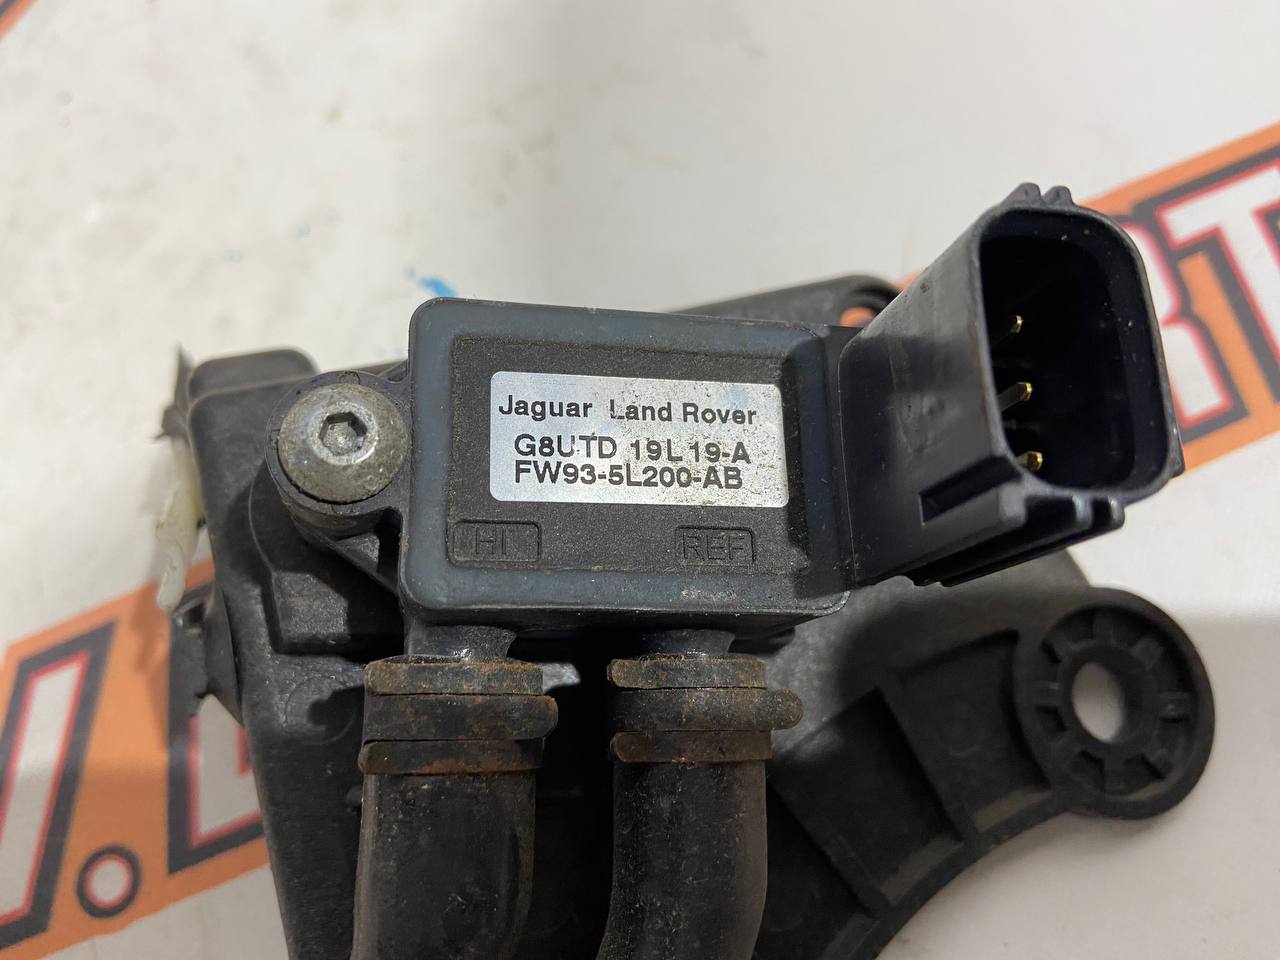 Jaguar Land Rover
G8UTD 19L19-A
FW93-5L200-AB
HI REF